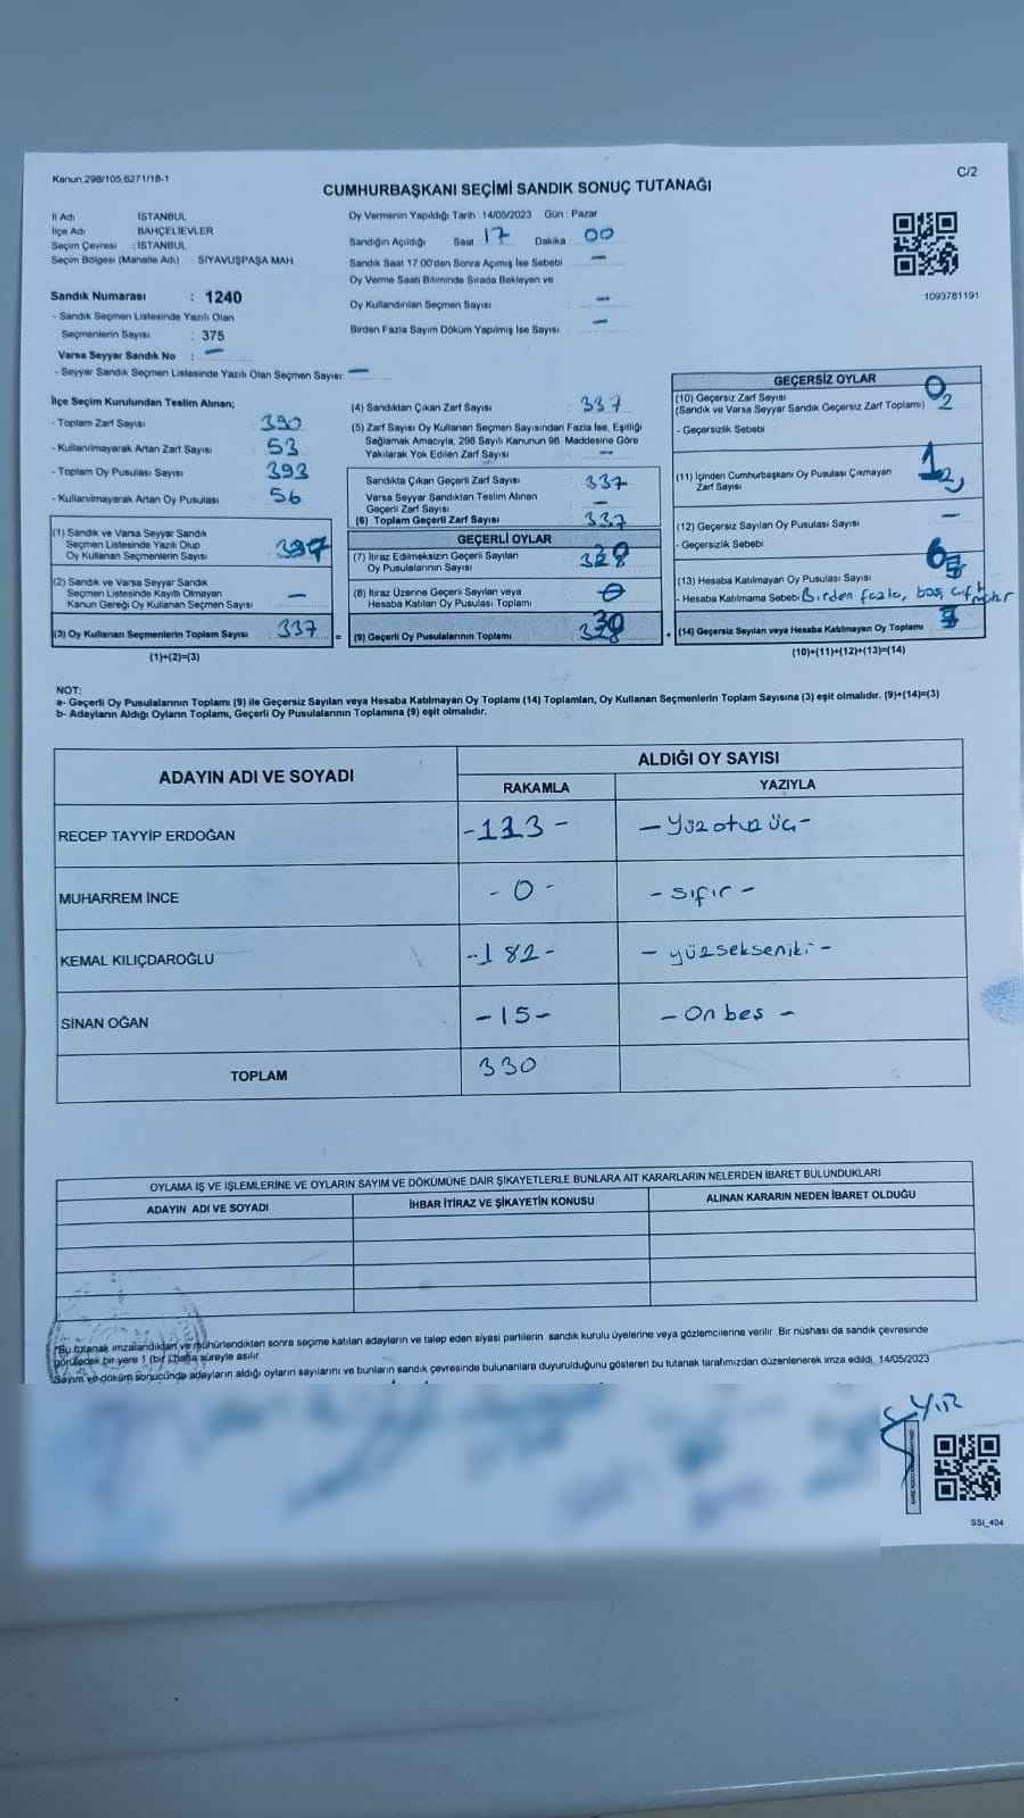 Kanun:298/105,6271/18-1
C/2
CUMHURBAŞKANI SEÇİMİ SANDIK SONUÇ TUTANAĞI
İl Adı : İSTANBUL
İlçe Adı : BAHÇELİEVLER
Seçim Çevresi : İSTANBUL
Seçim Bölgesi (Mahalle Adı) : SİYAVUŞPAŞA MAH.
Sandık Numarası : 1240
- Sandık Seçmen Listesinde Yazılı Olan
Seçmenlerin Sayısı : 375
Varsa Seyyar Sandık No : -
- Seyyar Sandık Seçmen Listesinde Yazılı Olan Seçmen Sayısı: -
Oy Vermenin Yapıldığı Tarih 14/05/2023 Gün : Pazar
Sandığın Açıldığı Saat 17 Dakika 00
Sandık Saat 17:00'den Sonra Açımış İse Sebebi -
Oy Verme Saati Bitiminde Sırada Bekleyen ve
Oy Kullandırılan Seçmen Sayısı -
Birden Fazla Sayım Döküm Yapılmış İse Sayısı -
1093781191
İlçe Seçim Kurulundan Teslim Alınan;
- Toplam Zarf Sayısı 390
- Kullanılmayarak Artan Zarf Sayısı 53
- Toplam Oy Pusulası Sayısı 393
- Kullanılmayarak Artan Oy Pusulası 56
(1) Sandık ve Varsa Seyyar Sandık
Seçmen Listesinde Yazılı Olup
Oy Kullanan Seçmenlerin Sayısı
(2) Sandık ve Varsa Seyyar Sandık
Seçmen Listesinde Kayıtlı Olmayan
Kanun Gereği Oy Kullanan Seçmen Sayısı -
(3) Oy Kullanan Seçmenlerin Toplam Sayısı 337 =
(1)+(2)=(3)
(4) Sandıktan Çıkan Zarf Sayısı 337
(5) Zarf Sayısı Oy Kullanan Seçmen Sayısından Fazla İse, Eşitliği
Sağlamak Amacıyla, 298 Sayılı Kanunun 98. Maddesine Göre
Yakılarak Yok Edilen Zarf Sayısı -
Sandıkta Çıkan Geçerli Zarf Sayısı 337
Varsa Seyyar Sandıktan Teslim Alınan
Geçerli Zarf Sayısı -
(6) Toplam Geçerli Zarf Sayısı 337
GEÇERLİ OYLAR
(7) İtiraz Edilmeksizin Geçerli Sayılan
Oy Pusulalarının Sayısı
(8) İtiraz Üzerine Geçerli Sayılan veya
Hesaba Katılan Oy Pusulası Toplamı
(9) Geçerli Oy Pusulalarının Toplamı +
GEÇERSİZ OYLAR
(10) Geçersiz Zarf Sayısı
(Sandık ve Varsa Seyyar Sandık Geçersiz Zarf Toplamı)
- Geçersizlik Sebebi
(11) İçinden Cumhurbaşkanı Oy Pusulası Çıkmayan
Zarf Sayısı
(12) Geçersiz Sayılan Oy Pusulası Sayısı -
- Geçersizlik Sebebi
(13) Hesaba Katılmayan Oy Pusulası Sayısı
- Hesaba Katılmama Sebebi Birden fazla, boş, çift mühr
(14) Geçersiz Sayılan veya Hesaba Katılmayan Oy Toplamı
(10)+(11)+(12)+(13)=(14)
NOT:
a- Geçerli Oy Pusulalarının Toplamı (9) ile Geçersiz Sayılan veya Hesaba Katılmayan Oy Toplamı (14) Toplamları, Oy Kullanan Seçmenlerin Toplam Sayısına (3) eşit olmalıdır. (9)+(14)=(3)
b- Adayların Aldığı Oyların Toplamı, Geçerli Oy Pusulalarının Toplamına (9) eşit olmalıdır.
ADAYIN ADI VE SOYADI
ALDIĞI OY SAYISI
RAKAMLA YAZIYLA
RECEP TAYYİP ERDOĞAN -133- -Yüzotuzüç-
MUHARREM İNCE -0- -sıfır-
KEMAL KILIÇDAROĞLU -182- -yüzsekseniki-
SİNAN OĞAN -15- -On beş-
TOPLAM 330
OYLAMA İŞ VE İŞLEMLERİNE VE OYLARIN SAYIM VE DÖKÜMÜNE DAİR ŞİKAYETLERLE BUNLARA AİT KARARLARIN NELERDEN İBARET BULUNDUKLARI
ADAYIN ADI VE SOYADI İHBAR İTİRAZ VE ŞİKAYETİN KONUSU ALINAN KARARIN NEDEN İBARET OLDUĞU
*Bu tutanak imzalandıktan ve mühürlendikten sonra seçime katılan adayların ve talep eden siyasi partilerin sandık kurulu üyelerine veya gözlemcilerine verilir. Bir nüshası da sandık çevresinde
görülecek bir yere 1 (bir) hafta süreyle asılır.
Sayım ve döküm sonucunda adayların aldığı oyların sayılarını ve bunların sandık çevresinde bulunanlara duyurulduğunu gösteren bu tutanak tarafımızdan düzenlenerek imza edildi. 14/05/2023
SSI_404